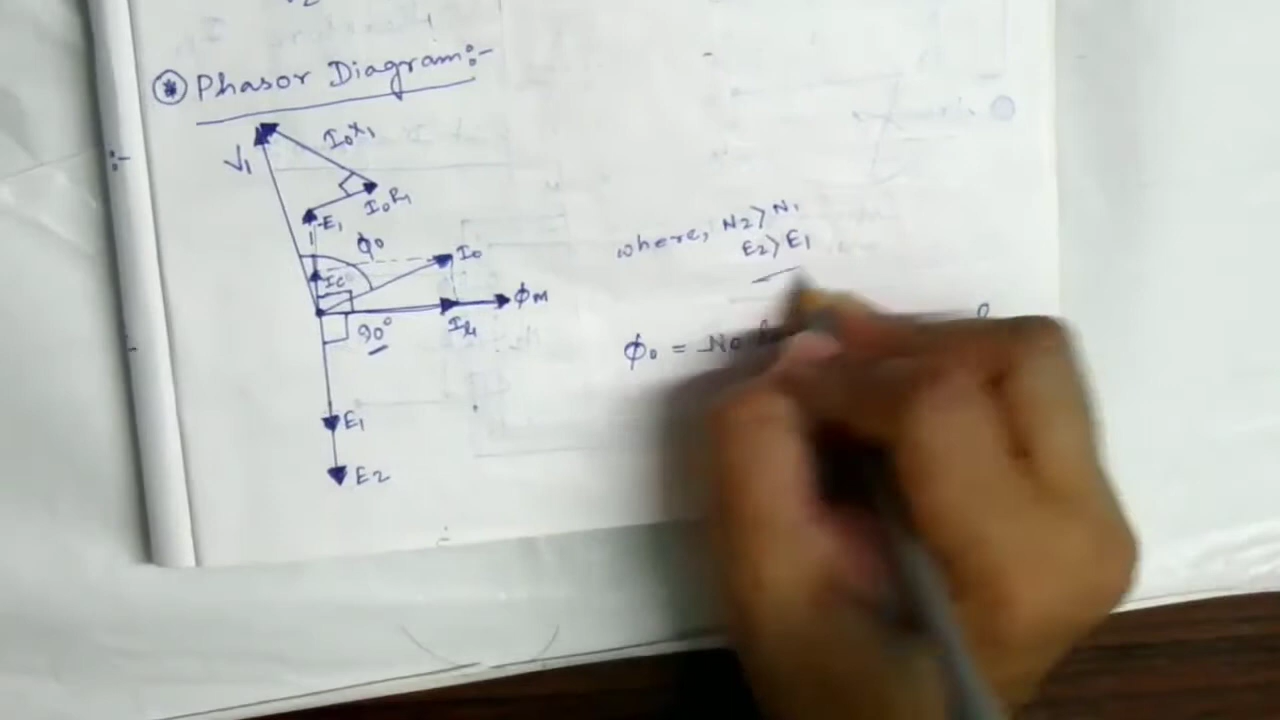 * Phasor Diagram:-
V1
I0X1
I0R1
-E1
Φ0
I0
Ic
ΦM
Iμ
90°
E1
E2
where, N2 > N1
E2 > E1
Φ0 = No